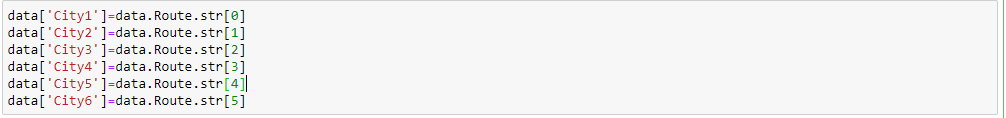 data['City1']=data.Route.str[0]
data['City2']=data.Route.str[1]
data['City3']=data.Route.str[2]
data['City4']=data.Route.str[3]
data['City5']=data.Route.str[4]
data['City6']=data.Route.str[5]